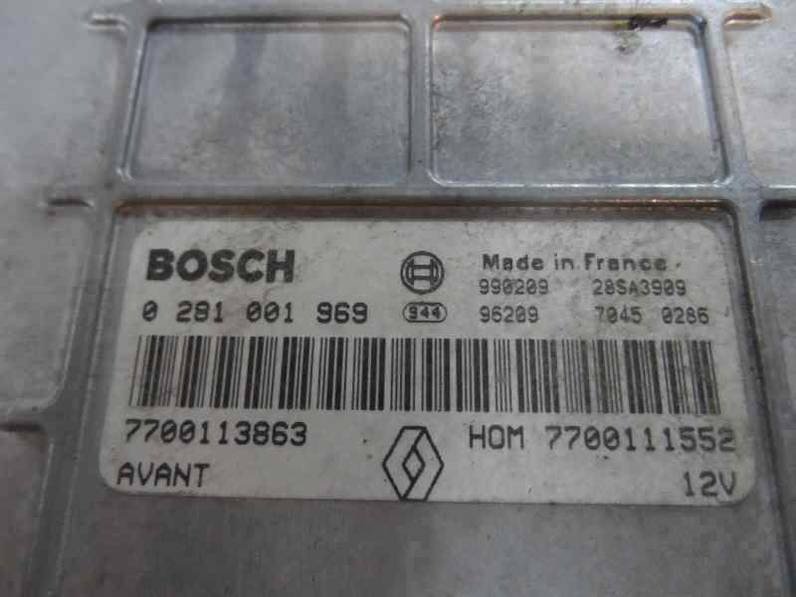 BOSCH Made in France
990209 28SA3909
0 281 001 969 944 96209 7045 0286
7700113863 HOM 7700111552
AVANT 12V